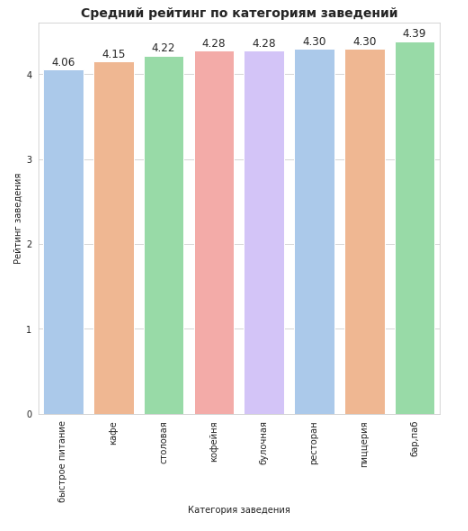 Средний рейтинг по категориям заведений
4.06
4.15
4.22
4.28
4.28
4.30
4.30
4.39
Рейтинг заведения
4
3
2
1
0
быстрое питание
кафе
столовая
кофейня
булочная
ресторан
пиццерия
бар,паб
Категория заведения